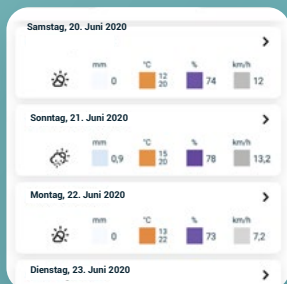 Samstag, 20. Juni 2020
mm °C % km/h
0 12 20 74 12
Sonntag, 21. Juni 2020
mm °C % km/h
0,9 15 20 78 13,2
Montag, 22. Juni 2020
mm °C % km/h
0 13 22 73 7,2
Dienstag, 23. Juni 2020